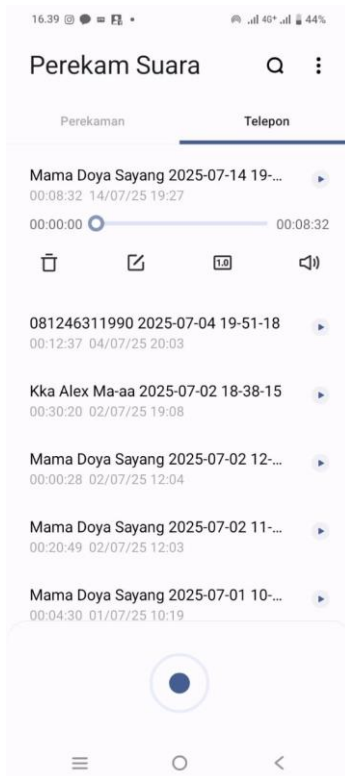 16.39 4G+ 44%
Perekam Suara
Perekaman Telepon
Mama Doya Sayang 2025-07-14 19-...
00:08:32 14/07/25 19:27
00:00:00 00:08:32
1.0
081246311990 2025-07-04 19-51-18
00:12:37 04/07/25 20:03
Kka Alex Ma-aa 2025-07-02 18-38-15
00:30:20 02/07/25 19:08
Mama Doya Sayang 2025-07-02 12-...
00:00:28 02/07/25 12:04
Mama Doya Sayang 2025-07-02 11-...
00:20:49 02/07/25 12:03
Mama Doya Sayang 2025-07-01 10-...
00:04:30 01/07/25 10:19